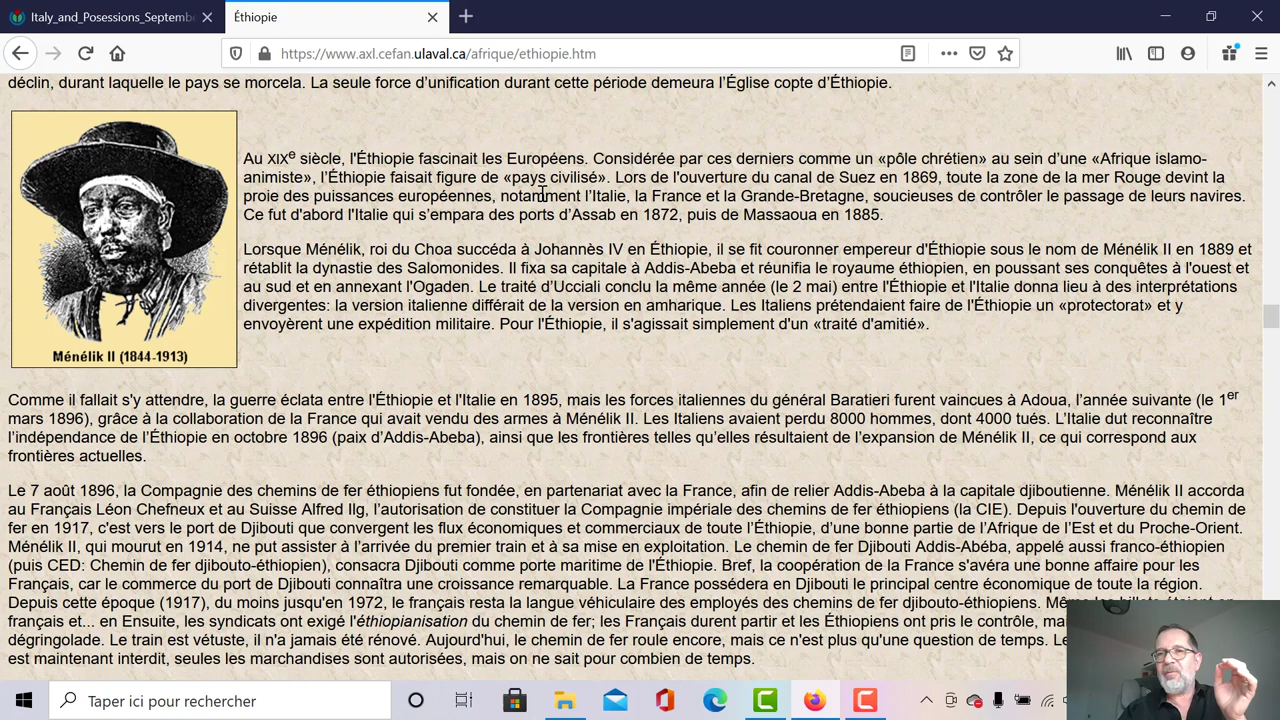 Italy_and_Posessions_Septembe
Éthiopie
https://www.axl.cefan.ulaval.ca/afrique/ethiopie.htm
déclin, durant laquelle le pays se morcela. La seule force d’unification durant cette période demeura l’Église copte d’Éthiopie.
Au XIXe siècle, l'Éthiopie fascinait les Européens. Considérée par ces derniers comme un «pôle chrétien» au sein d’une «Afrique islamo-
animiste», l’Éthiopie faisait figure de «pays civilisé». Lors de l'ouverture du canal de Suez en 1869, toute la zone de la mer Rouge devint la
proie des puissances européennes, notamment l’Italie, la France et la Grande-Bretagne, soucieuses de contrôler le passage de leurs navires.
Ce fut d'abord l'Italie qui s’empara des ports d’Assab en 1872, puis de Massaoua en 1885.
Lorsque Ménélik, roi du Choa succéda à Johannès IV en Éthiopie, il se fit couronner empereur d'Éthiopie sous le nom de Ménélik II en 1889 et
rétablit la dynastie des Salomonides. Il fixa sa capitale à Addis-Abeba et réunifia le royaume éthiopien, en poussant ses conquêtes à l'ouest et
au sud et en annexant l'Ogaden. Le traité d’Ucciali conclu la même année (le 2 mai) entre l'Éthiopie et l'Italie donna lieu à des interprétations
divergentes: la version italienne différait de la version en amharique. Les Italiens prétendaient faire de l'Éthiopie un «protectorat» et y
envoyèrent une expédition militaire. Pour l'Éthiopie, il s'agissait simplement d'un «traité d'amitié».
Ménélik II (1844-1913)
Comme il fallait s'y attendre, la guerre éclata entre l'Éthiopie et l'Italie en 1895, mais les forces italiennes du général Baratieri furent vaincues à Adoua, l’année suivante (le 1er
mars 1896), grâce à la collaboration de la France qui avait vendu des armes à Ménélik II. Les Italiens avaient perdu 8000 hommes, dont 4000 tués. L’Italie dut reconnaître
l’indépendance de l’Éthiopie en octobre 1896 (paix d’Addis-Abeba), ainsi que les frontières telles qu’elles résultaient de l’expansion de Ménélik II, ce qui correspond aux
frontières actuelles.
Le 7 août 1896, la Compagnie des chemins de fer éthiopiens fut fondée, en partenariat avec la France, afin de relier Addis-Abeba à la capitale djiboutienne. Ménélik II accorda
au Français Léon Chefneux et au Suisse Alfred Ilg, l’autorisation de constituer la Compagnie impériale des chemins de fer éthiopiens (la CIE). Depuis l'ouverture du chemin de
fer en 1917, c'est vers le port de Djibouti que convergent les flux économiques et commerciaux de toute l’Éthiopie, d’une bonne partie de l’Afrique de l’Est et du Proche-Orient.
Ménélik II, qui mourut en 1914, ne put assister à l’arrivée du premier train et à sa mise en exploitation. Le chemin de fer Djibouti Addis-Abéba, appelé aussi franco-éthiopien
(puis CED: Chemin de fer djibouto-éthiopien), consacra Djibouti comme porte maritime de l’Éthiopie. Bref, la coopération de la France s’avéra une bonne affaire pour les
Français, car le commerce du port de Djibouti connaîtra une croissance remarquable. La France possédera en Djibouti le principal centre économique de toute la région.
Depuis cette époque (1917), du moins jusqu'en 1972, le français resta la langue véhiculaire des employés des chemins de fer djibouto-éthiopiens. Même les billets étaient en
français et... en Ensuite, les syndicats ont exigé l'éthiopianisation du chemin de fer; les Français durent partir et les Éthiopiens ont pris le contrôle,
dégringolade. Le train est vétuste, il n'a jamais été rénové. Aujourd'hui, le chemin de fer roule encore, mais ce n'est plus qu'une question de temps.
est maintenant interdit, seules les marchandises sont autorisées, mais on ne sait pour combien de temps.
Taper ici pour rechercher